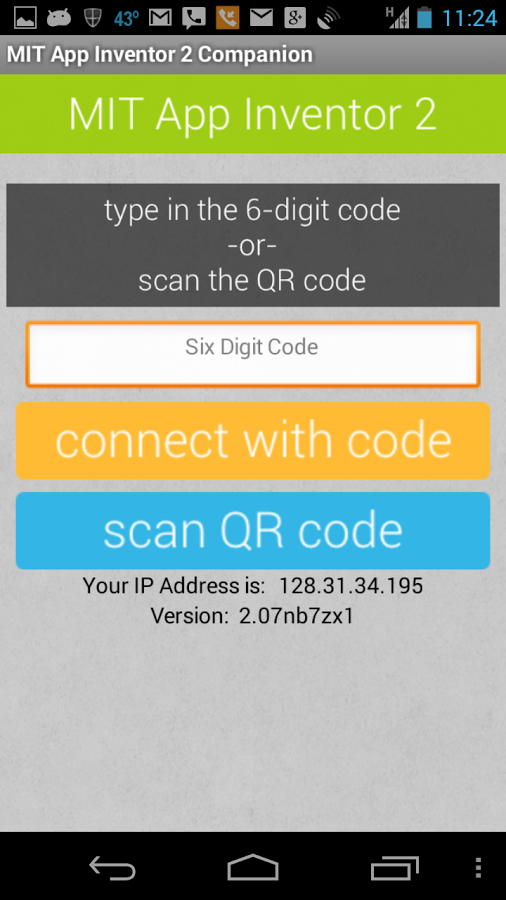 43° H 11:24
MIT App Inventor 2 Companion
MIT App Inventor 2
type in the 6-digit code
-or-
scan the QR code
Six Digit Code
connect with code
scan QR code
Your IP Address is: 128.31.34.195
Version: 2.07nb7zx1